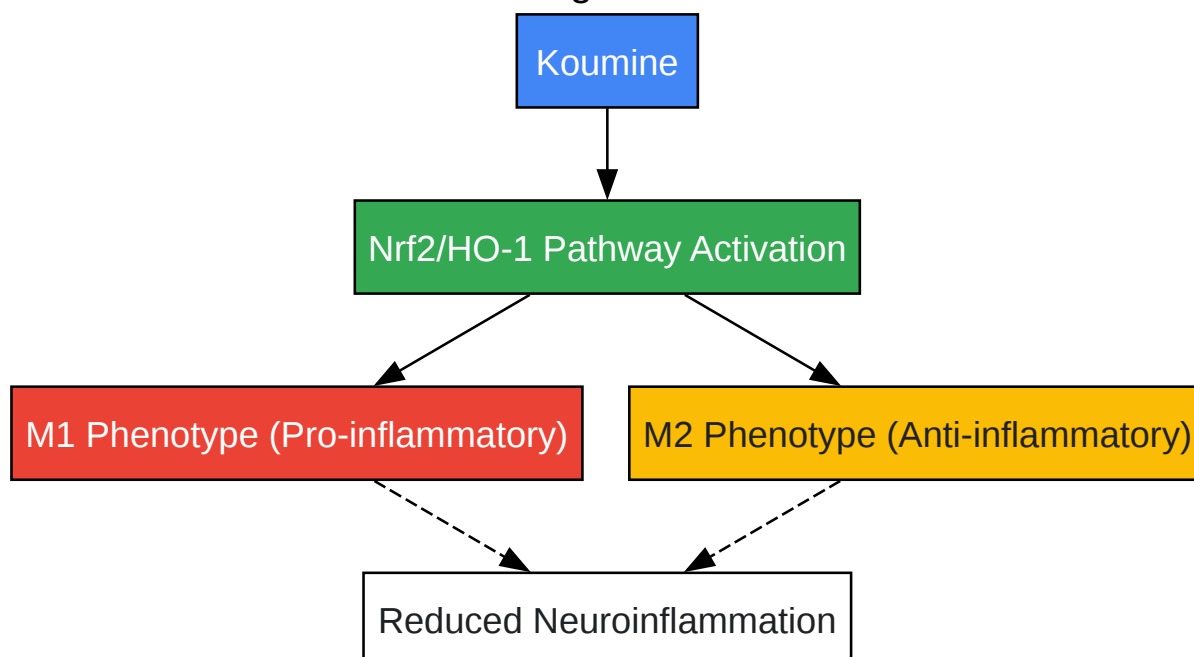 Koumine
Nrf2/HO-1 Pathway Activation
M1 Phenotype (Pro-inflammatory)
M2 Phenotype (Anti-inflammatory)
Reduced Neuroinflammation